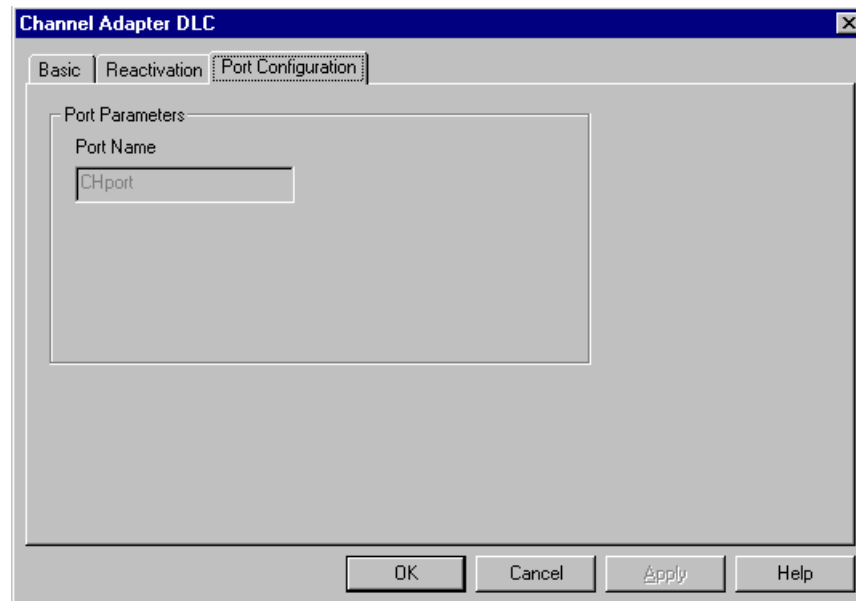 Channel Adapter DLC
Basic Reactivation Port Configuration
Port Parameters
Port Name
CHport
OK Cancel Apply Help